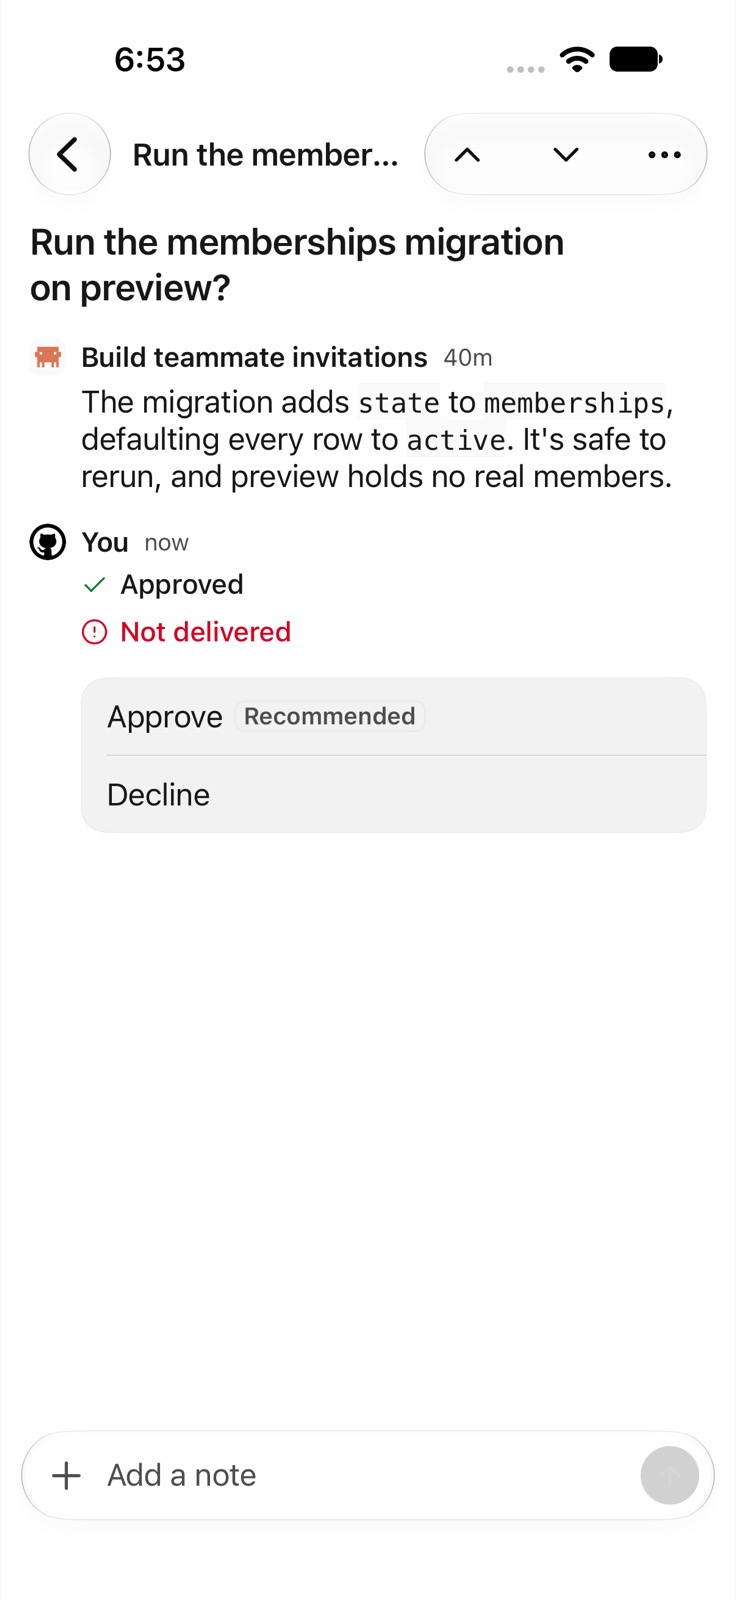 6:53
Run the member...
Run the memberships migration
on preview?
Build teammate invitations 40m
The migration adds state to memberships,
defaulting every row to active. It's safe to
rerun, and preview holds no real members.
You now
Approved
Not delivered
Approve Recommended
Decline
Add a note